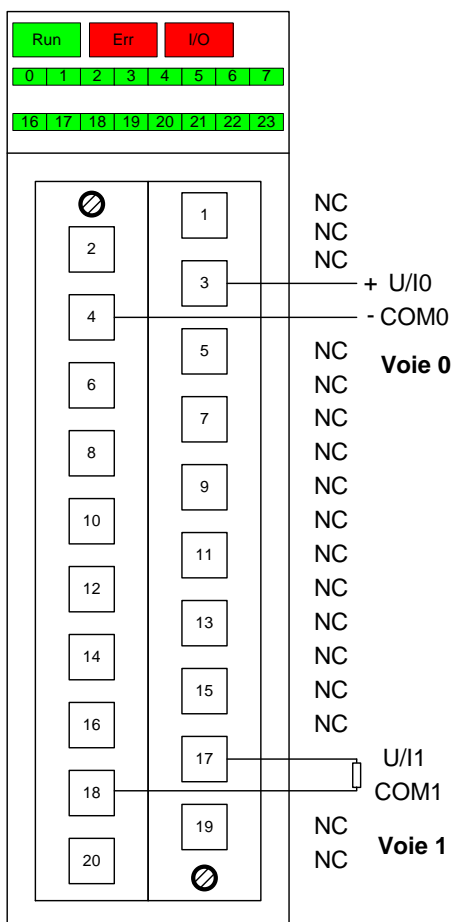 Run Err I/O
0 1 2 3 4 5 6 7
16 17 18 19 20 21 22 23
1 NC
NC
2 NC
3 + U/I0
4 - COM0
5 NC
Voie 0
6 NC
7 NC
8 NC
9 NC
10 NC
11 NC
12 NC
13 NC
14 NC
15 NC
16 NC
17 U/I1
18 COM1
19 NC
Voie 1
20 NC